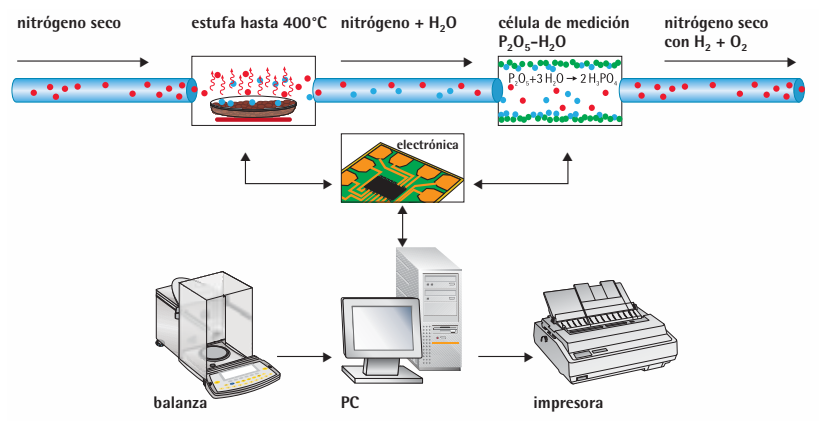 nitrógeno seco
estufa hasta 400°C
nitrógeno + H₂O
célula de medición
P₂O₅-H₂O
nitrógeno seco
con H₂ + O₂
P₂O₅+3 H₂O → 2 H₃PO₄
electrónica
balanza
PC
impresora